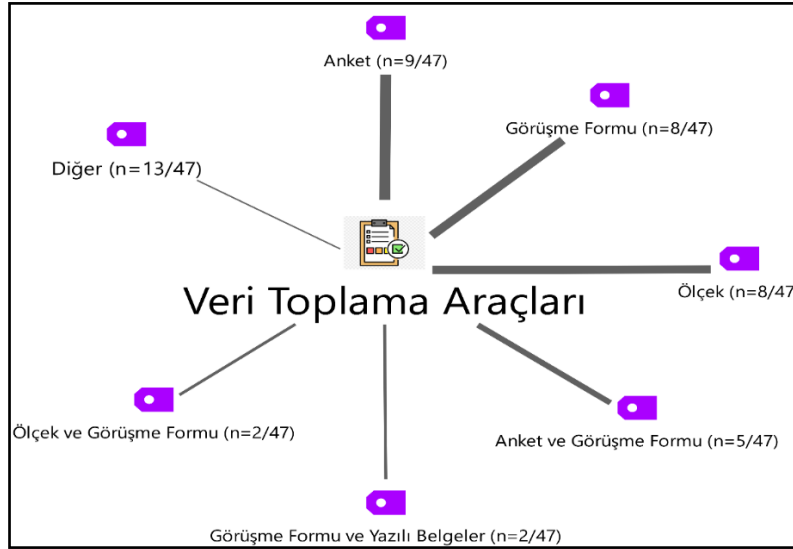 Anket (n=9/47)
Görüşme Formu (n=8/47)
Diğer (n=13/47)
Ölçek (n=8/47
Veri Toplama Araçları
Ölçek ve Görüşme Formu (n=2/47)
Anket ve Görüşme Formu (n=5/47)
Görüşme Formu ve Yazılı Belgeler (n=2/47)